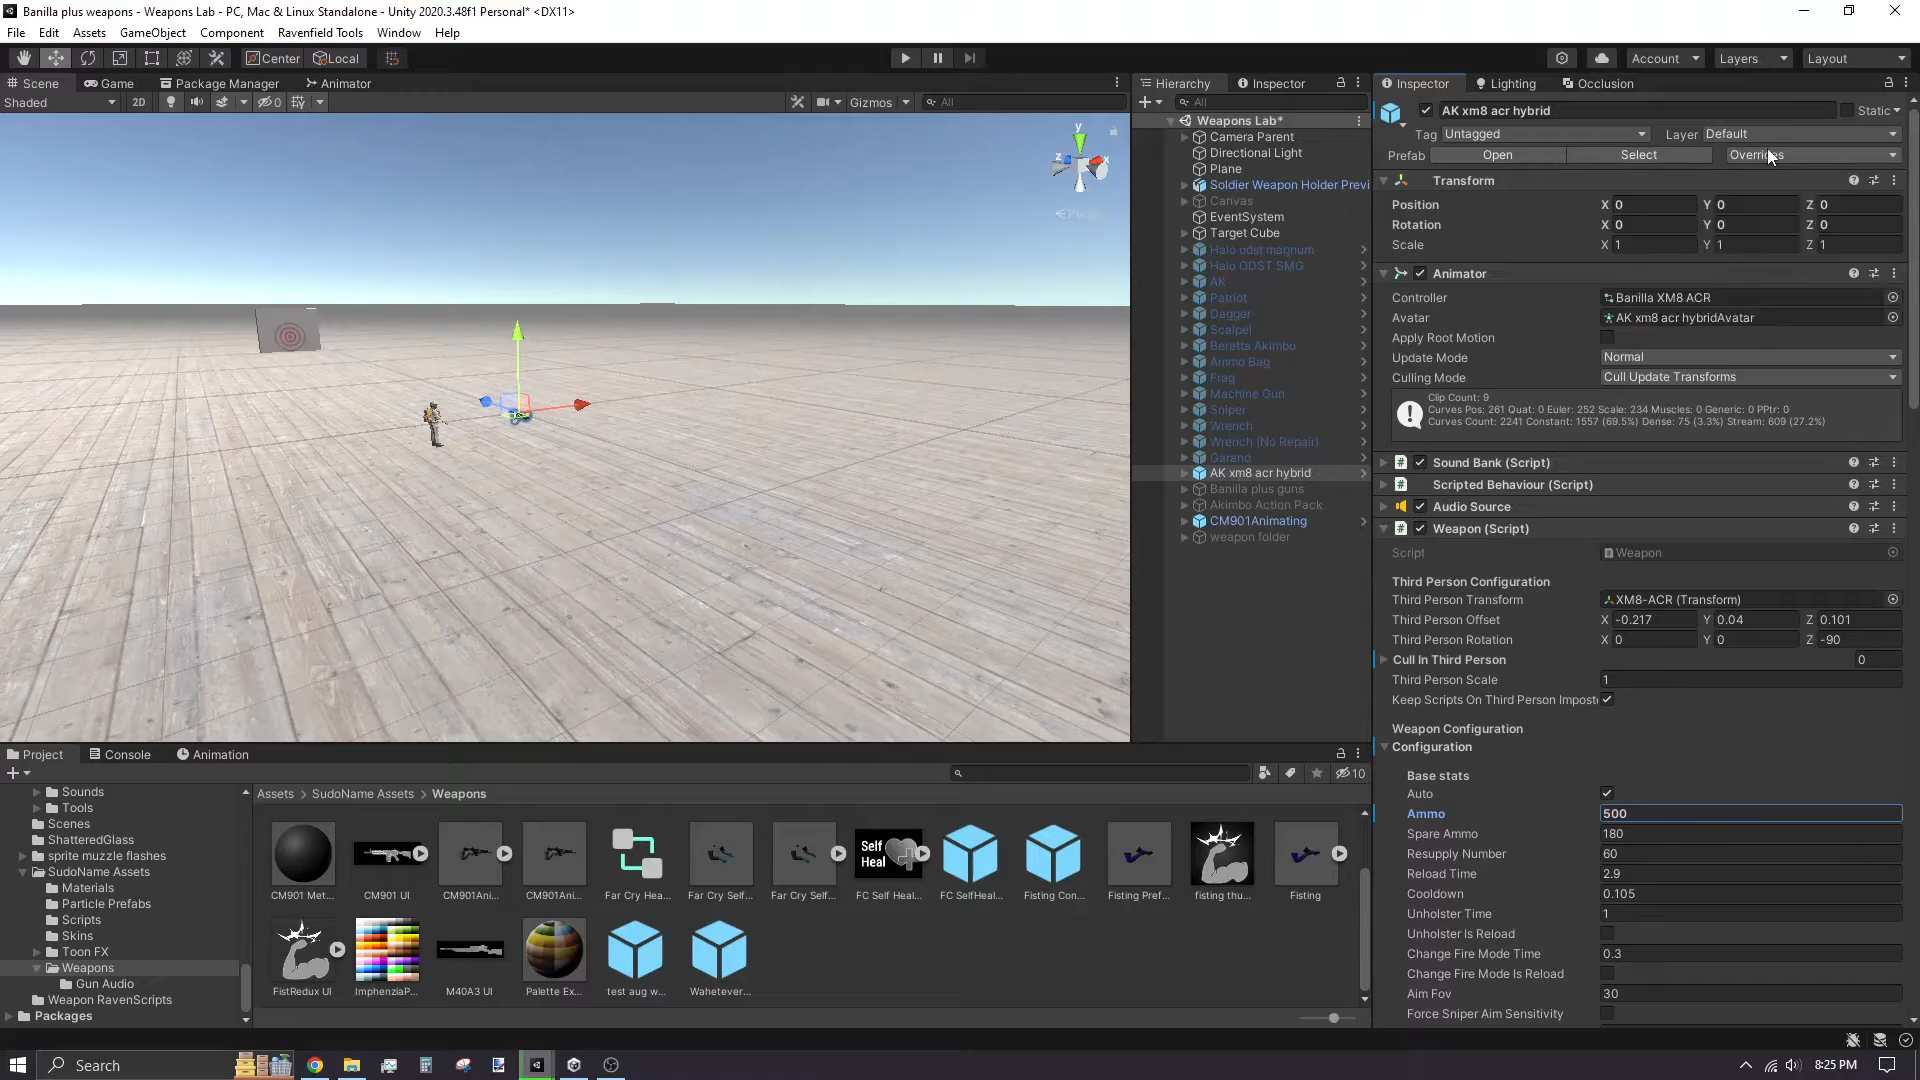 Banilla plus weapons - Weapons Lab - PC, Mac & Linux Standalone - Unity 2020.3.48f1 Personal* <DX11>
File Edit Assets GameObject Component Ravenfield Tools Window Help
Center Local Account Layers Layout
Scene Game Package Manager Animator
Shaded 2D Gizmos All
y
z x
Persp
Hierarchy Inspector
All
Weapons Lab*
Camera Parent
Directional Light
Plane
Soldier Weapon Holder Previ
Canvas
EventSystem
Target Cube
Halo odst magnum
Halo ODST SMG
AK
Patriot
Dagger
Scalpel
Beretta Akimbo
Ammo Bag
Frag
Machine Gun
Sniper
Wrench
Wrench (No Repair)
Garand
AK xm8 acr hybrid
Banilla plus guns
Akimbo Action Pack
CM901Animating
weapon folder
Inspector Lighting Occlusion
AK xm8 acr hybrid Static
Tag Untagged Layer Default
Prefab Open Select Overrides
Transform
Position X 0 Y 0 Z 0
Rotation X 0 Y 0 Z 0
Scale X 1 Y 1 Z 1
Animator
Controller Banilla XM8 ACR
Avatar AK xm8 acr hybridAvatar
Apply Root Motion
Update Mode Normal
Culling Mode Cull Update Transforms
Clip Count: 9
Curves Pos: 261 Quat: 0 Euler: 252 Scale: 234 Muscles: 0 Generic: 0 PPtr: 0
Curves Count: 2241 Constant: 1557 (69.5%) Dense: 75 (3.3%) Stream: 609 (27.2%)
Sound Bank (Script)
Scripted Behaviour (Script)
Audio Source
Weapon (Script)
Script Weapon
Third Person Configuration
Third Person Transform XM8-ACR (Transform)
Third Person Offset X -0.217 Y 0.04 Z 0.101
Third Person Rotation X 0 Y 0 Z -90
Cull In Third Person 0
Third Person Scale 1
Keep Scripts On Third Person Impost
Weapon Configuration
Configuration
Base stats
Auto
Ammo 500
Spare Ammo 180
Resupply Number 60
Reload Time 2.9
Cooldown 0.105
Unholster Time 1
Unholster Is Reload
Change Fire Mode Time 0.3
Change Fire Mode Is Reload
Aim Fov 30
Force Sniper Aim Sensitivity
Project Console Animation
10
Sounds
Tools
Scenes
ShatteredGlass
sprite muzzle flashes
SudoName Assets
Materials
Particle Prefabs
Scripts
Skins
Toon FX
Weapons
Gun Audio
Weapon RavenScripts
Packages
Assets SudoName Assets Weapons
Self Heal
CM901 Met... CM901 UI CM901Ani... CM901Ani... Far Cry Hea... Far Cry Self... Far Cry Self... FC Self Heal... FC SelfHeal... Fisting Con... Fisting Pref... fisting thu... Fisting
FistRedux UI ImphenziaP... M40A3 UI Palette Ex... test aug w... Wahetever...
Search 8:25 PM